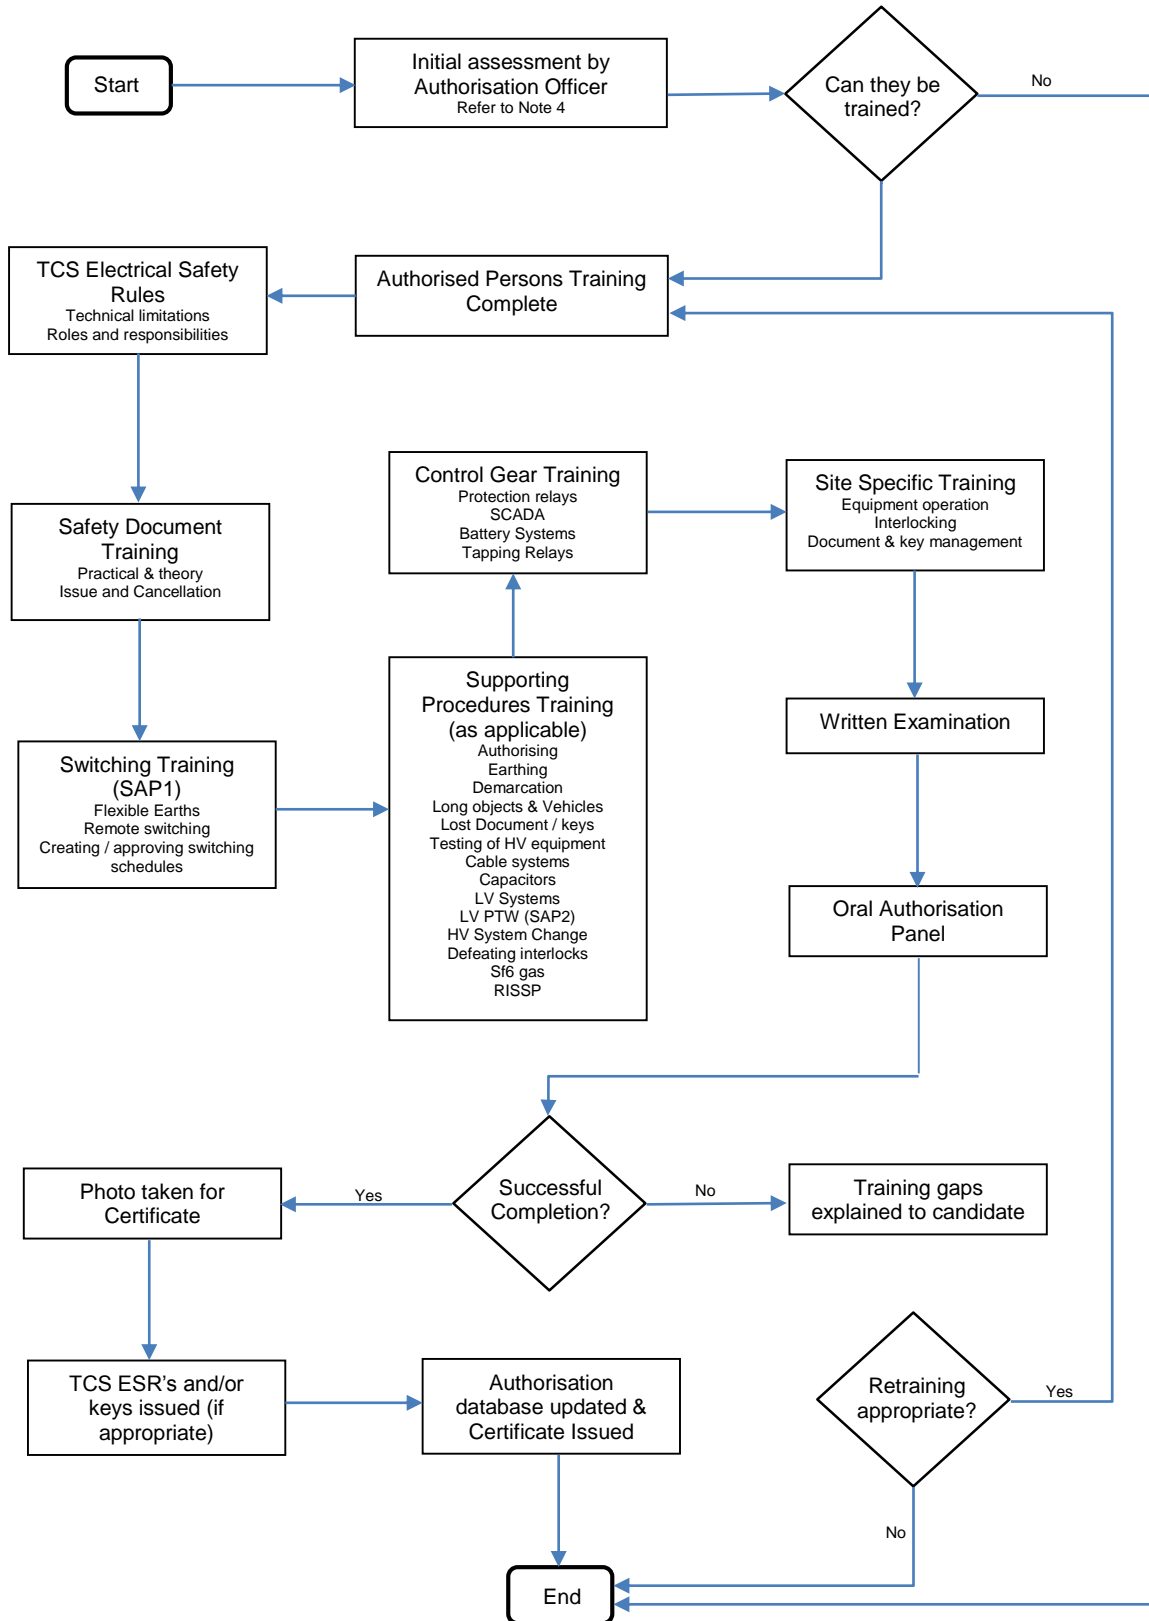 Start
Initial assessment by
Authorisation Officer
Refer to Note 4
Can they be
trained?
No
TCS Electrical Safety
Rules
Technical limitations
Roles and responsibilities
Authorised Persons Training
Complete
Control Gear Training
Protection relays
SCADA
Battery Systems
Tapping Relays
Site Specific Training
Equipment operation
Interlocking
Document & key management
Safety Document
Training
Practical & theory
Issue and Cancellation
Supporting
Procedures Training
(as applicable)
Authorising
Earthing
Demarcation
Long objects & Vehicles
Lost Document / keys
Testing of HV equipment
Cable systems
Capacitors
LV Systems
LV PTW (SAP2)
HV System Change
Defeating interlocks
Sf6 gas
RISSP
Written Examination
Switching Training
(SAP1)
Flexible Earths
Remote switching
Creating / approving switching
schedules
Oral Authorisation
Panel
Photo taken for
Certificate
Yes
Successful
Completion?
No
Training gaps
explained to candidate
TCS ESR's and/or
keys issued (if
appropriate)
Authorisation
database updated &
Certificate Issued
Retraining
appropriate?
Yes
No
End